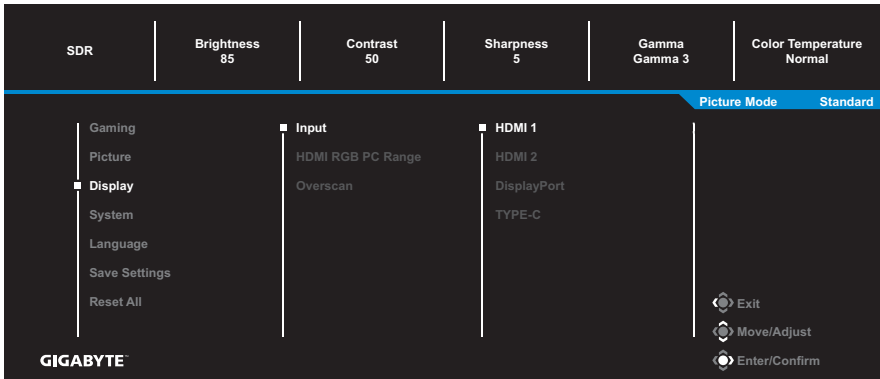 SDR
Brightness
85
Contrast
50
Sharpness
5
Gamma
Gamma 3
Color Temperature
Normal
Picture Mode Standard
Gaming
Picture
Display
System
Language
Save Settings
Reset All
Input
HDMI RGB PC Range
Overscan
HDMI 1
HDMI 2
DisplayPort
TYPE-C
Exit
Move/Adjust
Enter/Confirm
GIGABYTE™